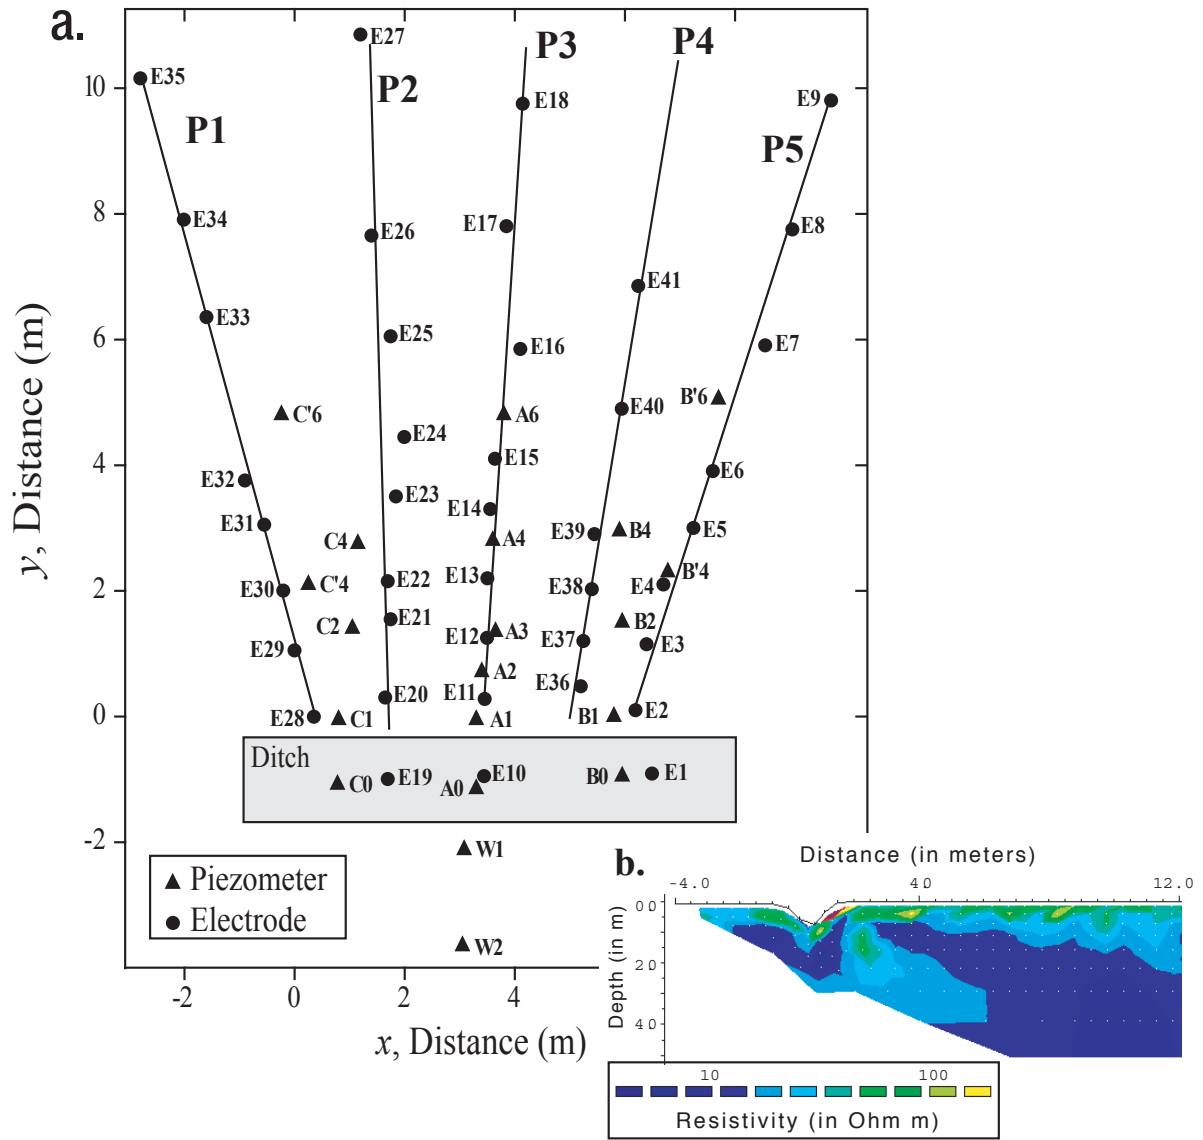 a.
E27
P3
P4
E35
P2
10
E18
E9
P1
P5
8
E34
E26
E17
E8
y, Distance (m)
E41
6
E33
E25
E16
E7
B'6
C'6
A6
E40
4
E24
E15
E6
E32
E23
E14
E31
E39
B4
E5
C4
A4
2
C'4
E30
E22
E13
E38
E4
B'4
C2
E21
E12
A3
E37
B2
E3
E29
A2
E36
E20
E11
0
E28
C1
A1
B1
E2
Ditch
C0
E19
A0
E10
B0
E1
-2
W1
Piezometer
Electrode
W2
-2
0
2
4
x, Distance (m)
b.
Distance (in meters)
-4.0
4.0
12.0
Depth (in m)
0.0
1.0
2.0
4.0
10
100
Resistivity (in Ohm m)